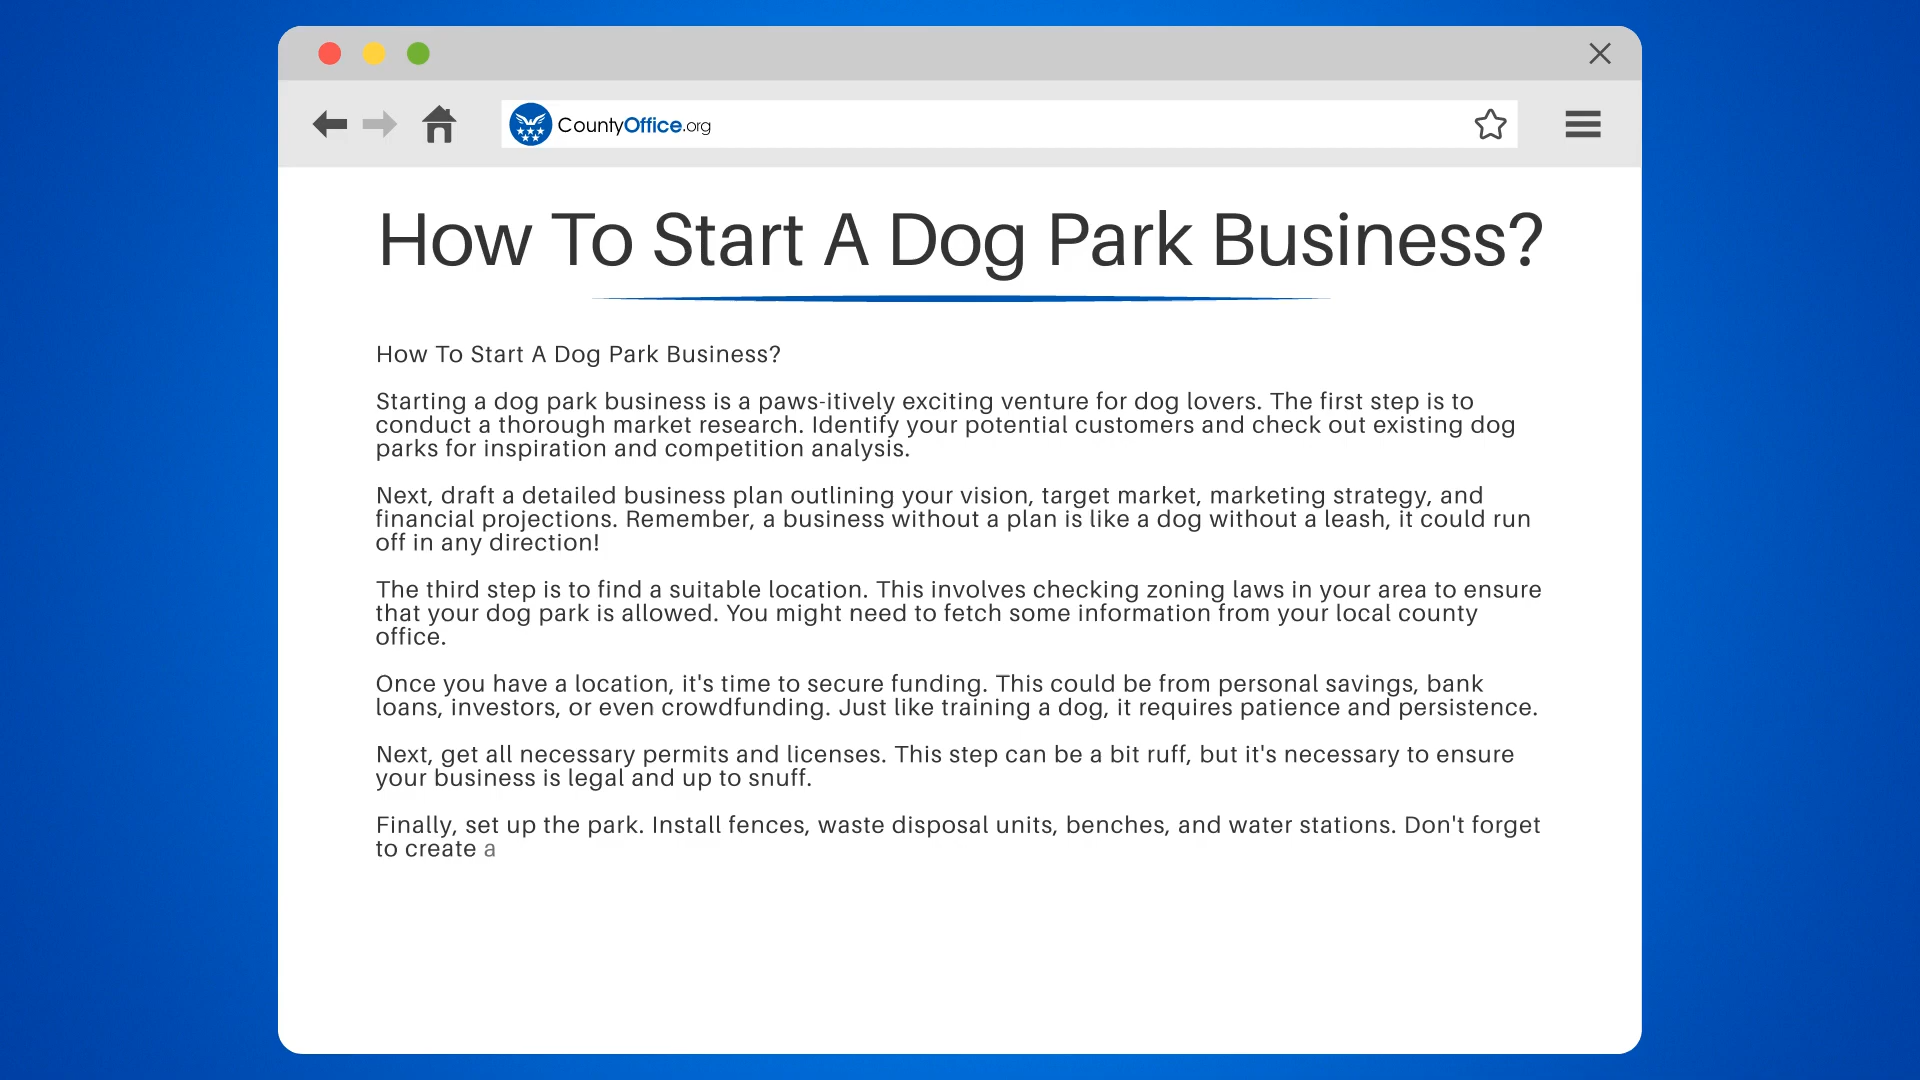 CountyOffice.org
How To Start A Dog Park Business?
How To Start A Dog Park Business?
Starting a dog park business is a paws-itively exciting venture for dog lovers. The first step is to
conduct a thorough market research. Identify your potential customers and check out existing dog
parks for inspiration and competition analysis.
Next, draft a detailed business plan outlining your vision, target market, marketing strategy, and
financial projections. Remember, a business without a plan is like a dog without a leash, it could run
off in any direction!
The third step is to find a suitable location. This involves checking zoning laws in your area to ensure
that your dog park is allowed. You might need to fetch some information from your local county
office.
Once you have a location, it's time to secure funding. This could be from personal savings, bank
loans, investors, or even crowdfunding. Just like training a dog, it requires patience and persistence.
Next, get all necessary permits and licenses. This step can be a bit ruff, but it's necessary to ensure
your business is legal and up to snuff.
Finally, set up the park. Install fences, waste disposal units, benches, and water stations. Don't forget
to create a